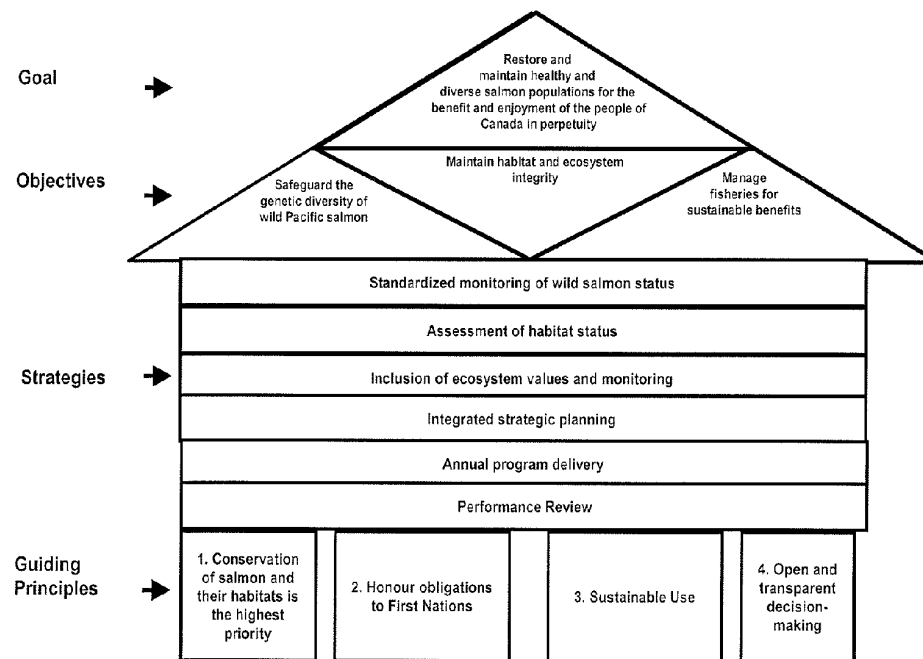 Goal
Restore and
maintain healthy and
diverse salmon populations for the
benefit and enjoyment of the people of
Canada in perpetuity
Objectives
Safeguard the
genetic diversity of
wild Pacific salmon
Maintain habitat and ecosystem
integrity
Manage
fisheries for
sustainable benefits
Strategies
Standardized monitoring of wild salmon status
Assessment of habitat status
Inclusion of ecosystem values and monitoring
Integrated strategic planning
Annual program delivery
Performance Review
Guiding
Principles
1. Conservation
of salmon and
their habitats is
the highest
priority
2. Honour obligations
to First Nations
3. Sustainable Use
4. Open and
transparent
decision-
making